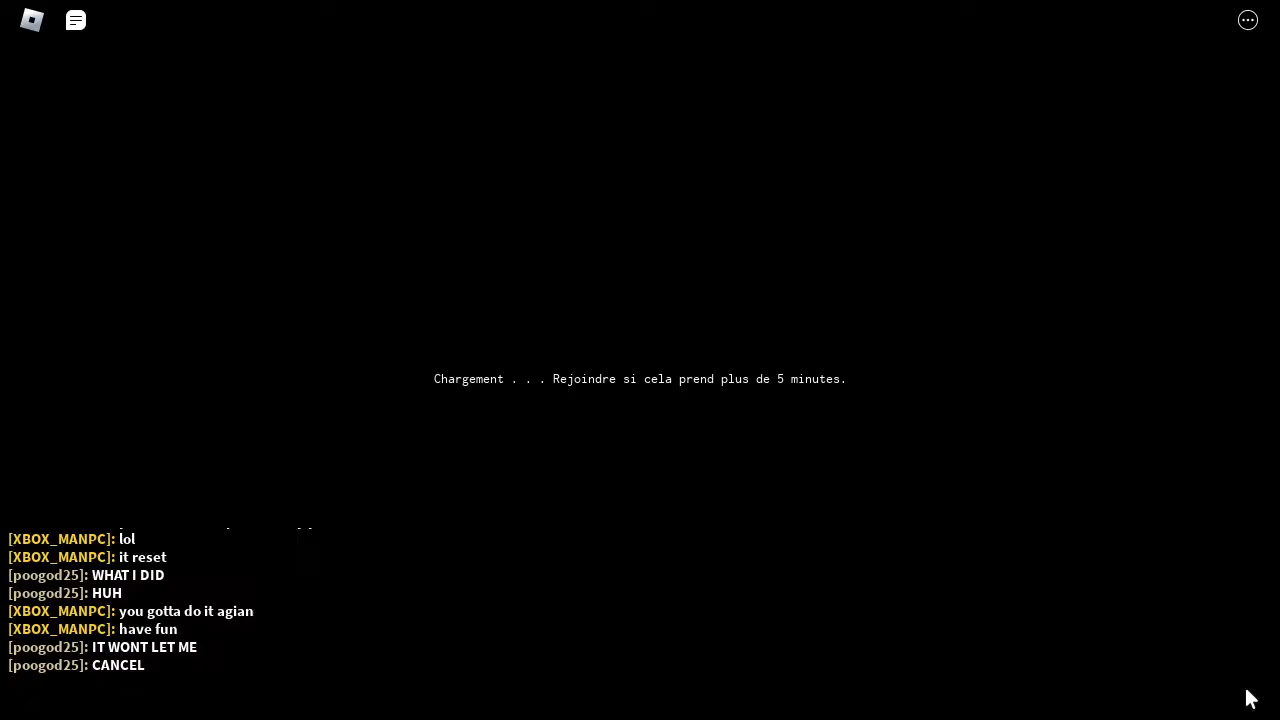 Chargement . . . Rejoindre si cela prend plus de 5 minutes.
[XBOX_MANPC]: lol
[XBOX_MANPC]: it reset
[poogod25]: WHAT I DID
[poogod25]: HUH
[XBOX_MANPC]: you gotta do it agian
[XBOX_MANPC]: have fun
[poogod25]: IT WONT LET ME
[poogod25]: CANCEL